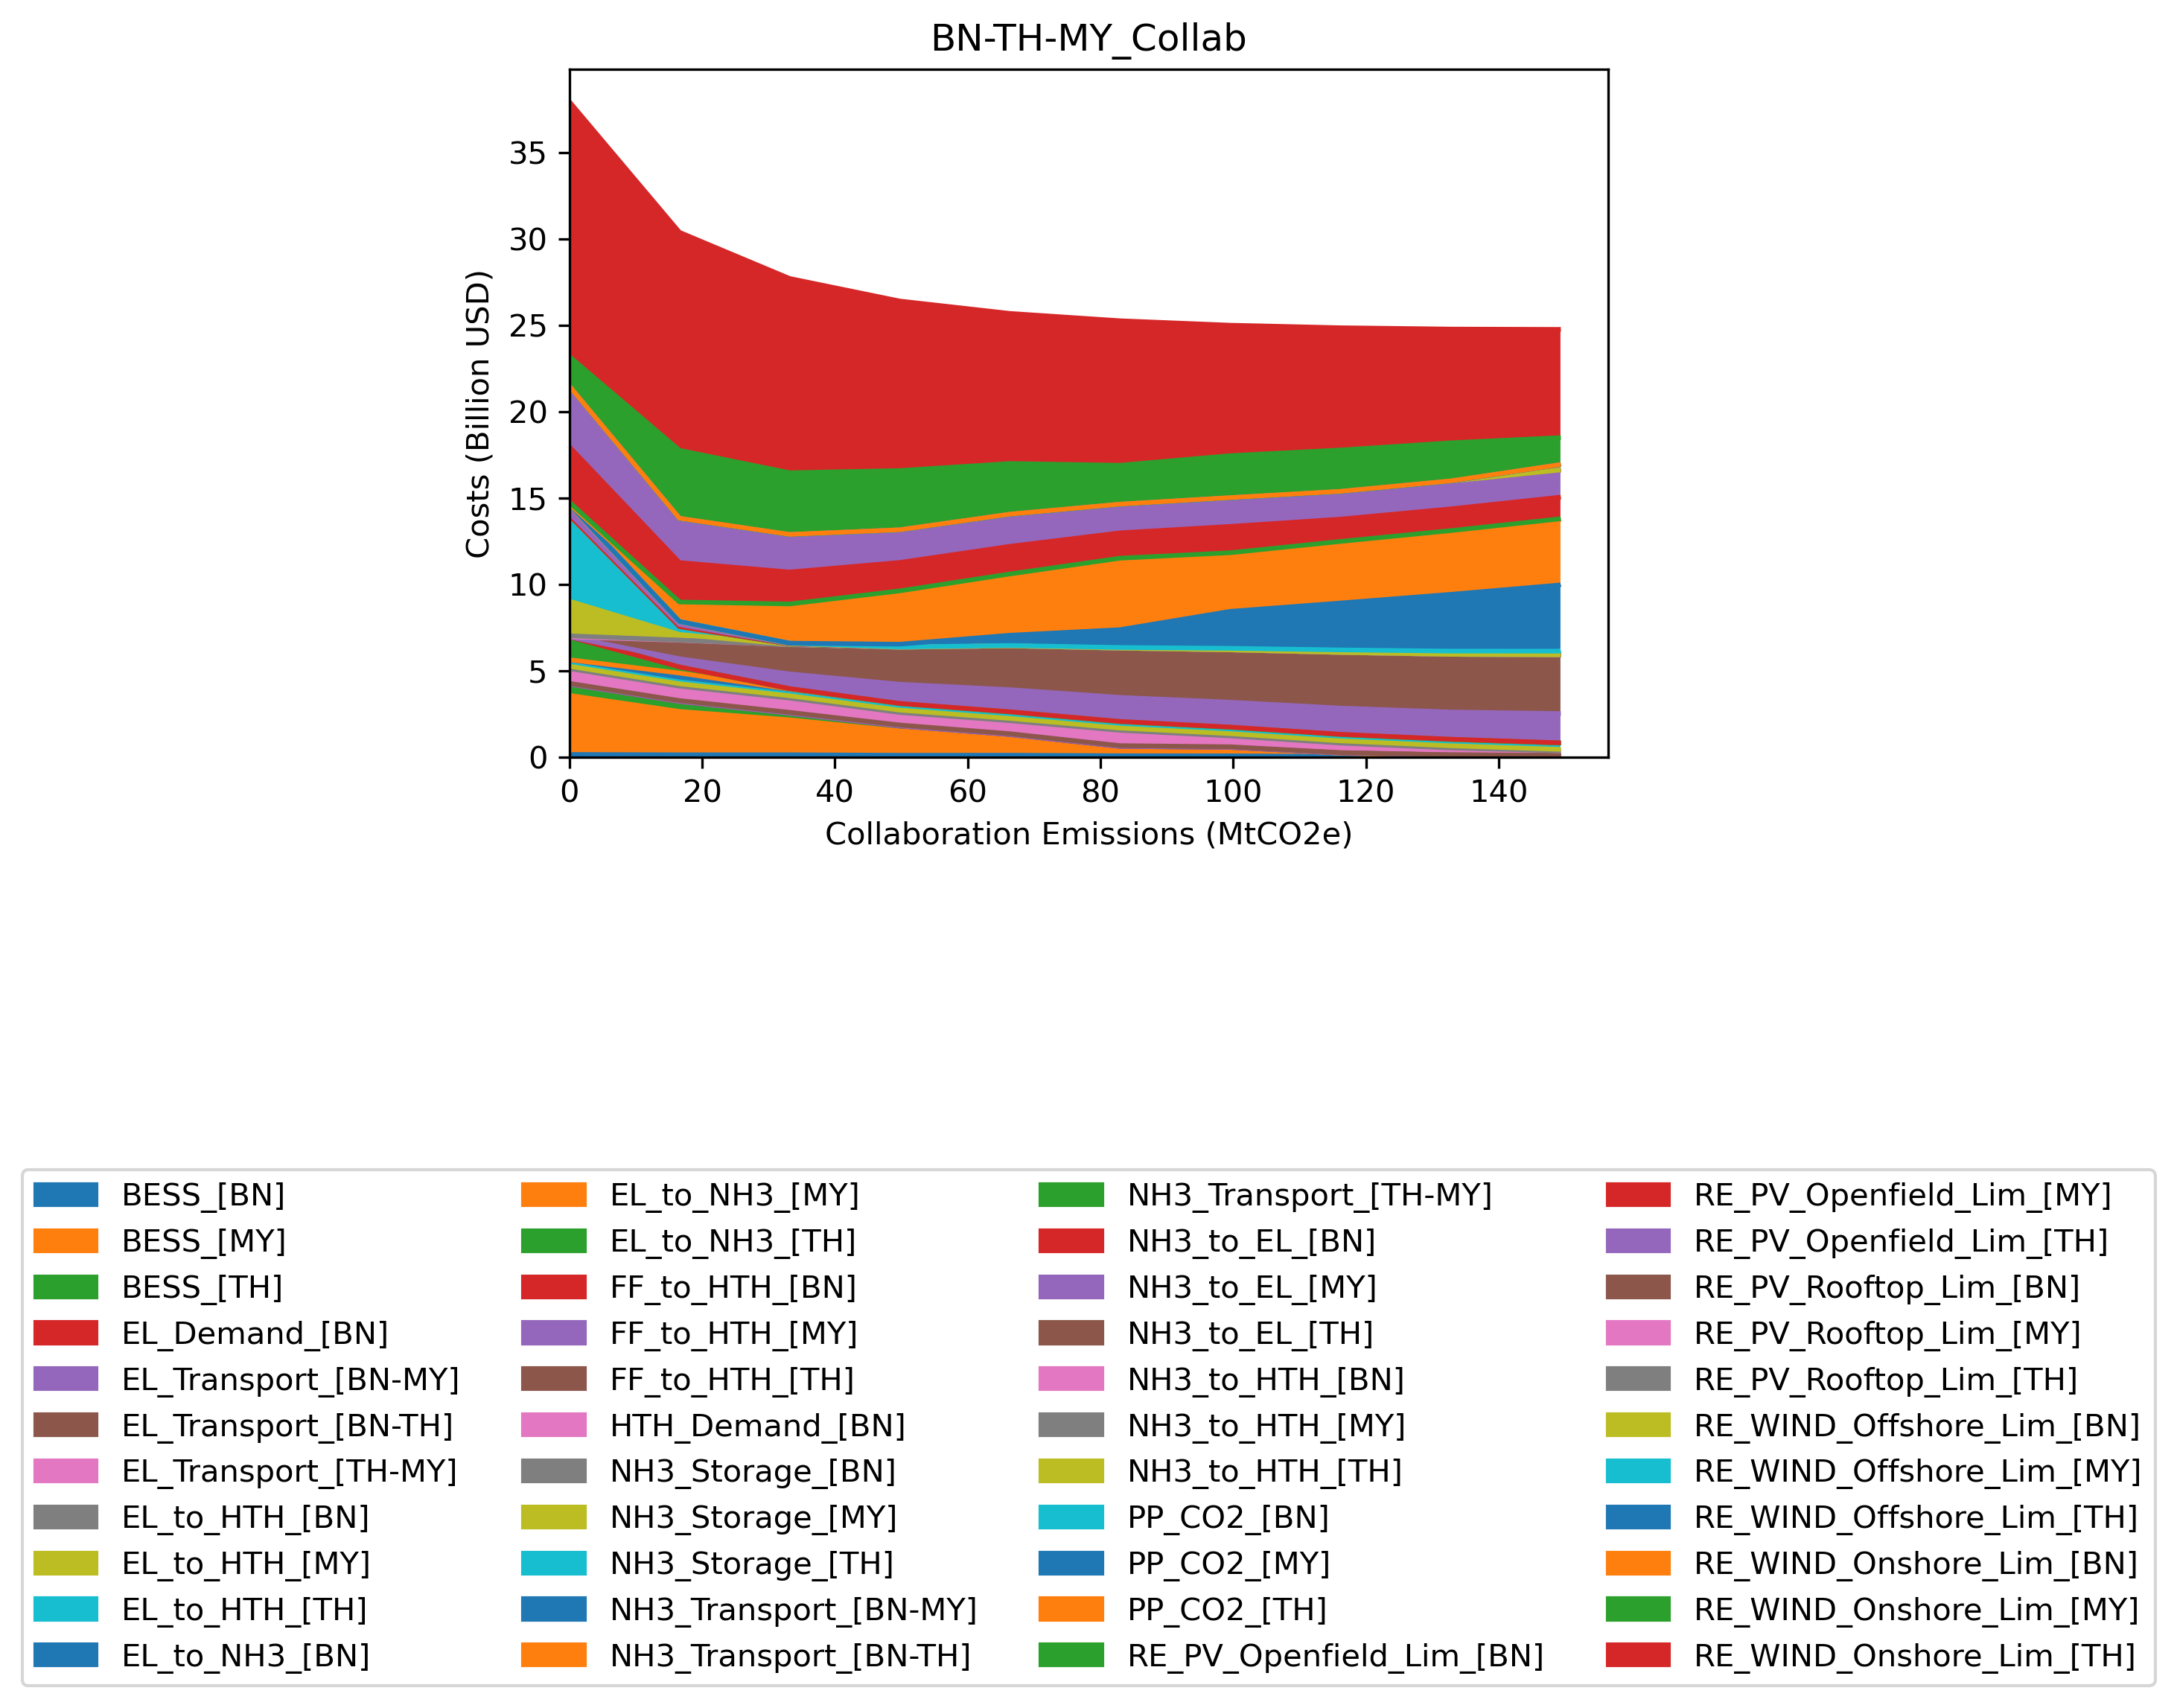 BN-TH-MY_Collab
Costs (Billion USD)
35
30
25
20
15
10
5
0
0 20 40 60 80 100 120 140
Collaboration Emissions (MtCO2e)
BESS_[BN]
BESS_[MY]
BESS_[TH]
EL_Demand_[BN]
EL_Transport_[BN-MY]
EL_Transport_[BN-TH]
EL_Transport_[TH-MY]
EL_to_HTH_[BN]
EL_to_HTH_[MY]
EL_to_HTH_[TH]
EL_to_NH3_[BN]
EL_to_NH3_[MY]
EL_to_NH3_[TH]
FF_to_HTH_[BN]
FF_to_HTH_[MY]
FF_to_HTH_[TH]
HTH_Demand_[BN]
NH3_Storage_[BN]
NH3_Storage_[MY]
NH3_Storage_[TH]
NH3_Transport_[BN-MY]
NH3_Transport_[BN-TH]
NH3_Transport_[TH-MY]
NH3_to_EL_[BN]
NH3_to_EL_[MY]
NH3_to_EL_[TH]
NH3_to_HTH_[BN]
NH3_to_HTH_[MY]
NH3_to_HTH_[TH]
PP_CO2_[BN]
PP_CO2_[MY]
PP_CO2_[TH]
RE_PV_Openfield_Lim_[BN]
RE_PV_Openfield_Lim_[MY]
RE_PV_Openfield_Lim_[TH]
RE_PV_Rooftop_Lim_[BN]
RE_PV_Rooftop_Lim_[MY]
RE_PV_Rooftop_Lim_[TH]
RE_WIND_Offshore_Lim_[BN]
RE_WIND_Offshore_Lim_[MY]
RE_WIND_Offshore_Lim_[TH]
RE_WIND_Onshore_Lim_[BN]
RE_WIND_Onshore_Lim_[MY]
RE_WIND_Onshore_Lim_[TH]